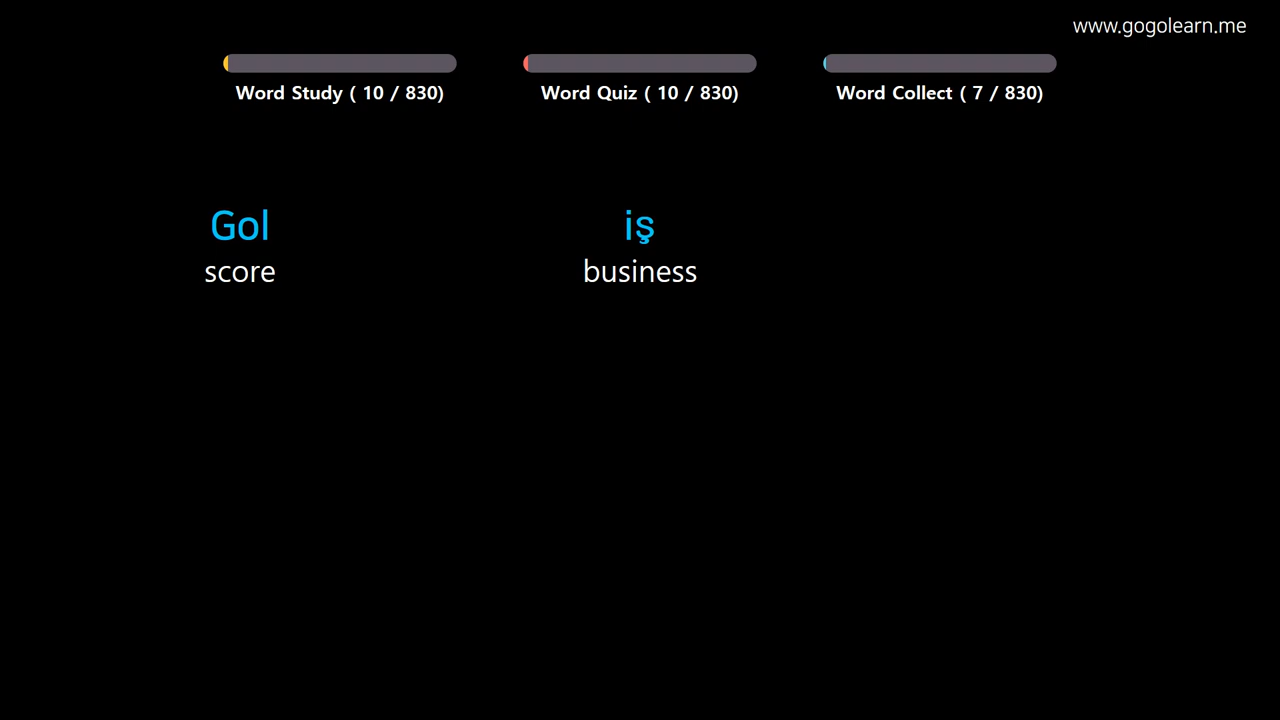 www.gogolearn.me
Word Study ( 10 / 830)
Word Quiz ( 10 / 830)
Word Collect ( 7 / 830)
Gol
iş
score
business